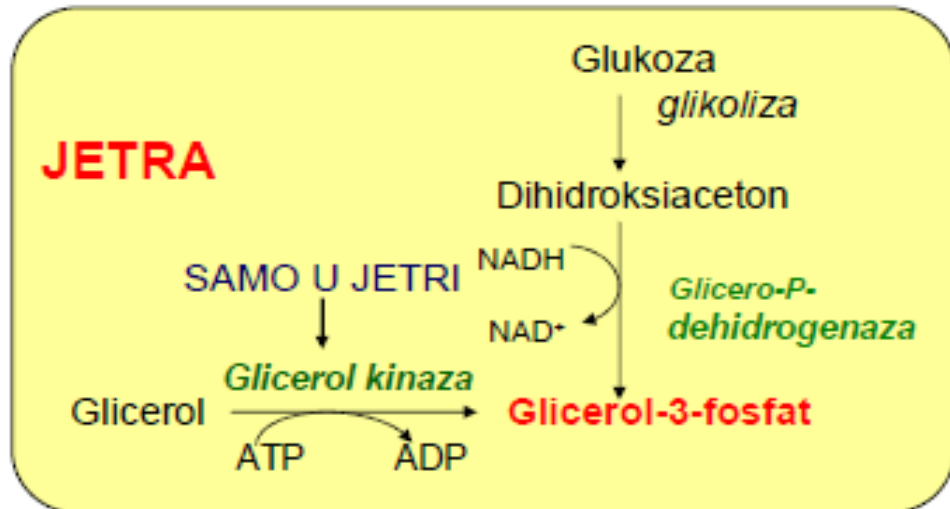 Glukoza
glikoliza
JETRA
Dihidroksiaceton
NADH
SAMO U JETRI
Glicero-P-
dehidrogenaza
NAD⁺
Glicerol kinaza
Glicerol
Glicerol-3-fosfat
ATP
ADP